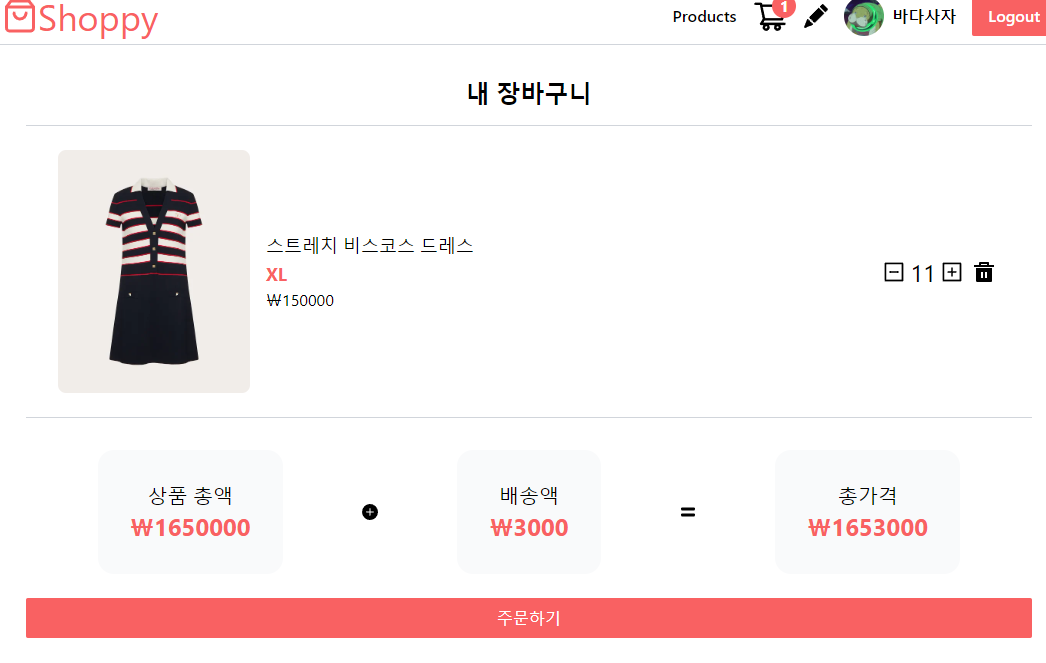 Shoppy
Products
1
바다사자
Logout
내 장바구니
스트레치 비스코스 드레스
XL
₩150000
11
상품 총액
₩1650000
배송액
₩3000
총가격
₩1653000
주문하기